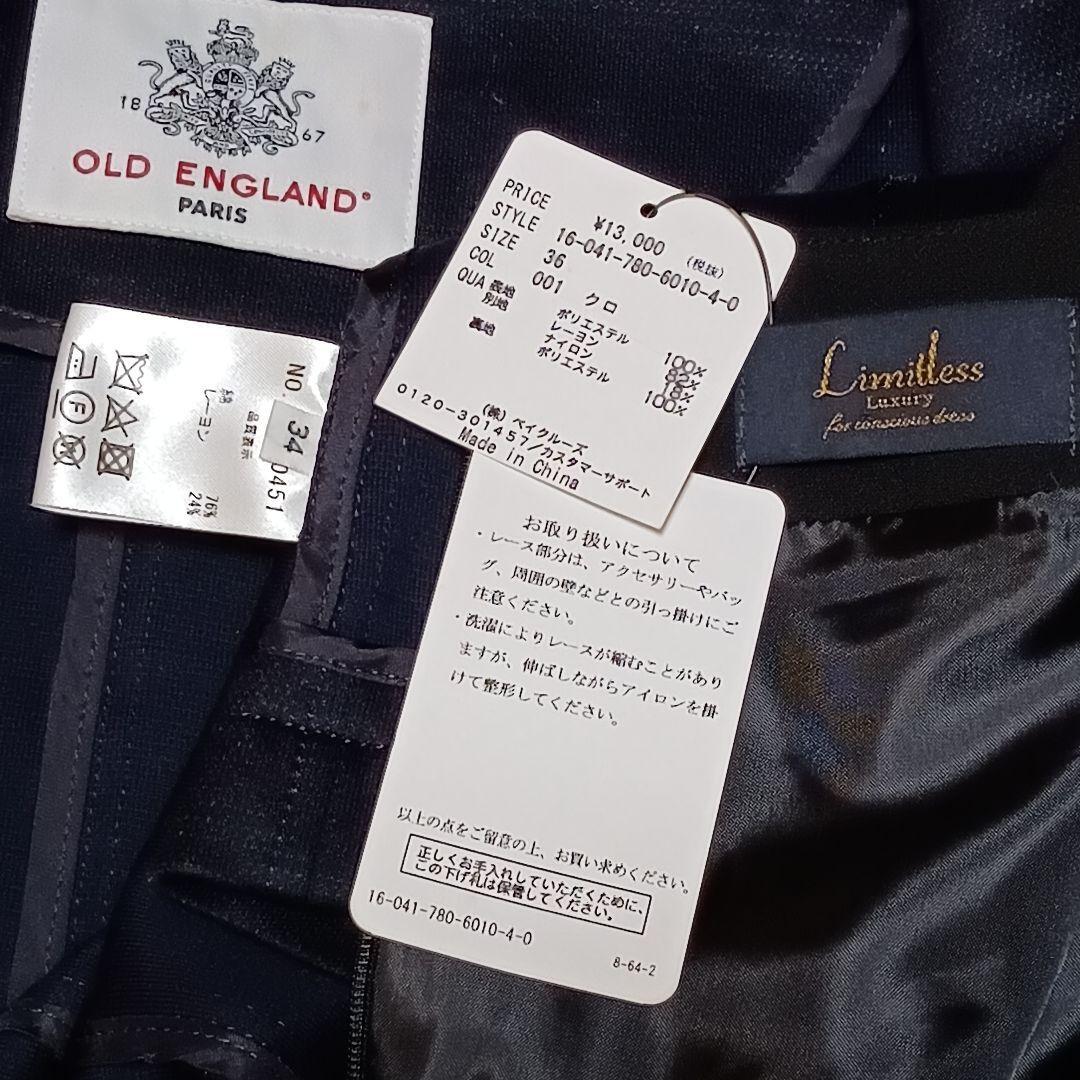 18 67
OLD ENGLAND
PARIS
NO. 34 0451
品質表示
綿 76%
レーヨン 24%
PRICE ¥13,000 (税抜)
STYLE 16-041-780-6010-4-0
SIZE 36
COL 001 クロ
QUA 表地 ポリエステル 100%
別地 レーヨン 82%
ナイロン 18%
裏地 ポリエステル 100%
(株)ベイクルーズ
0120-301457/カスタマーサポート
Made in China
Limitless
Luxury
for conscious dress
お取り扱いについて
・レース部分は、アクセサリーやバッ
グ、周囲の壁などとの引っ掛けにご
注意ください。
・洗濯によりレースが縮むことがあり
ますが、伸ばしながらアイロンを掛
けて整形してください。
以上の点をご留意の上、お買い求めください。
正しくお手入れしていただくために、
この下げ札は保管してください。
16-041-780-6010-4-0
8-64-2